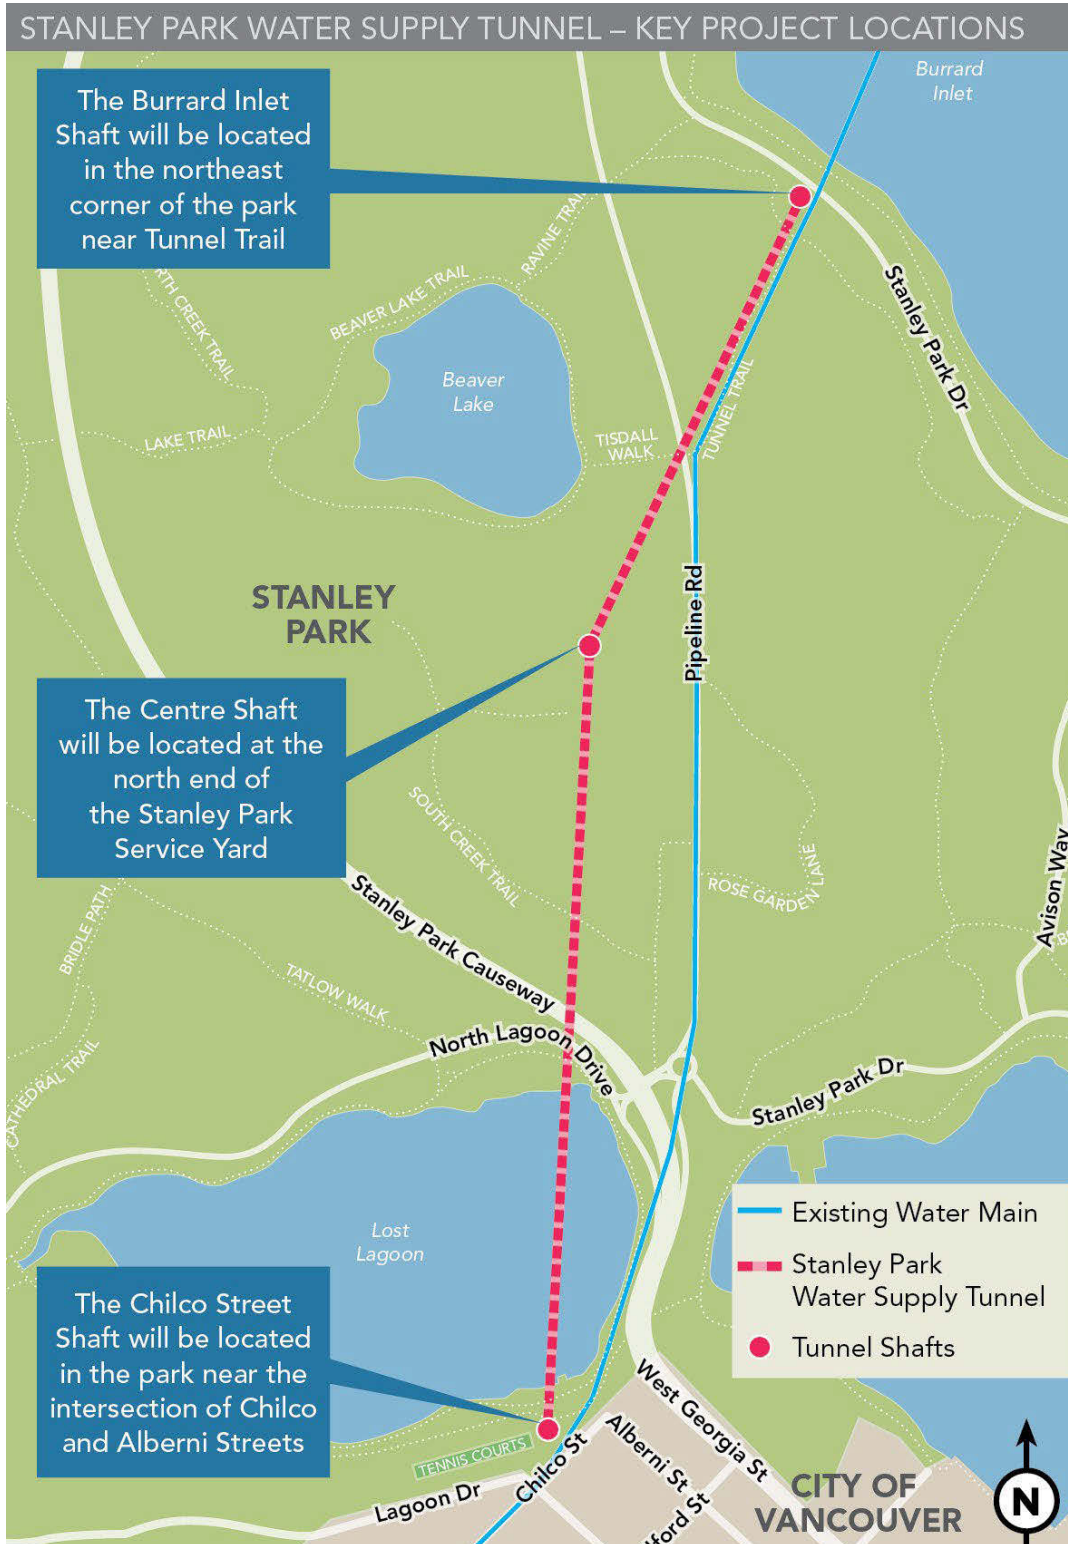 STANLEY PARK WATER SUPPLY TUNNEL – KEY PROJECT LOCATIONS
Burrard
Inlet
The Burrard Inlet
Shaft will be located
in the northeast
corner of the park
near Tunnel Trail
RAVINE TRAIL
RTH CREEK TRAIL
BEAVER LAKE TRAIL
Stanley Park Dr
Beaver
Lake
TUNNEL TRAIL
LAKE TRAIL
TISDALL
WALK
STANLEY
PARK
Pipeline Rd
The Centre Shaft
will be located at the
north end of
the Stanley Park
Service Yard
SOUTH CREEK TRAIL
ROSE GARDEN LANE
Avison Way
BRIDLE PATH
Stanley Park Causeway
TATLOW WALK
North Lagoon Drive
CATHEDRAL TRAIL
Stanley Park Dr
Lost
Lagoon
Existing Water Main
Stanley Park
Water Supply Tunnel
Tunnel Shafts
The Chilco Street
Shaft will be located
in the park near the
intersection of Chilco
and Alberni Streets
TENNIS COURTS
Lagoon Dr
Chilco St
Alberni St
West Georgia St
lford St
CITY OF
VANCOUVER
N